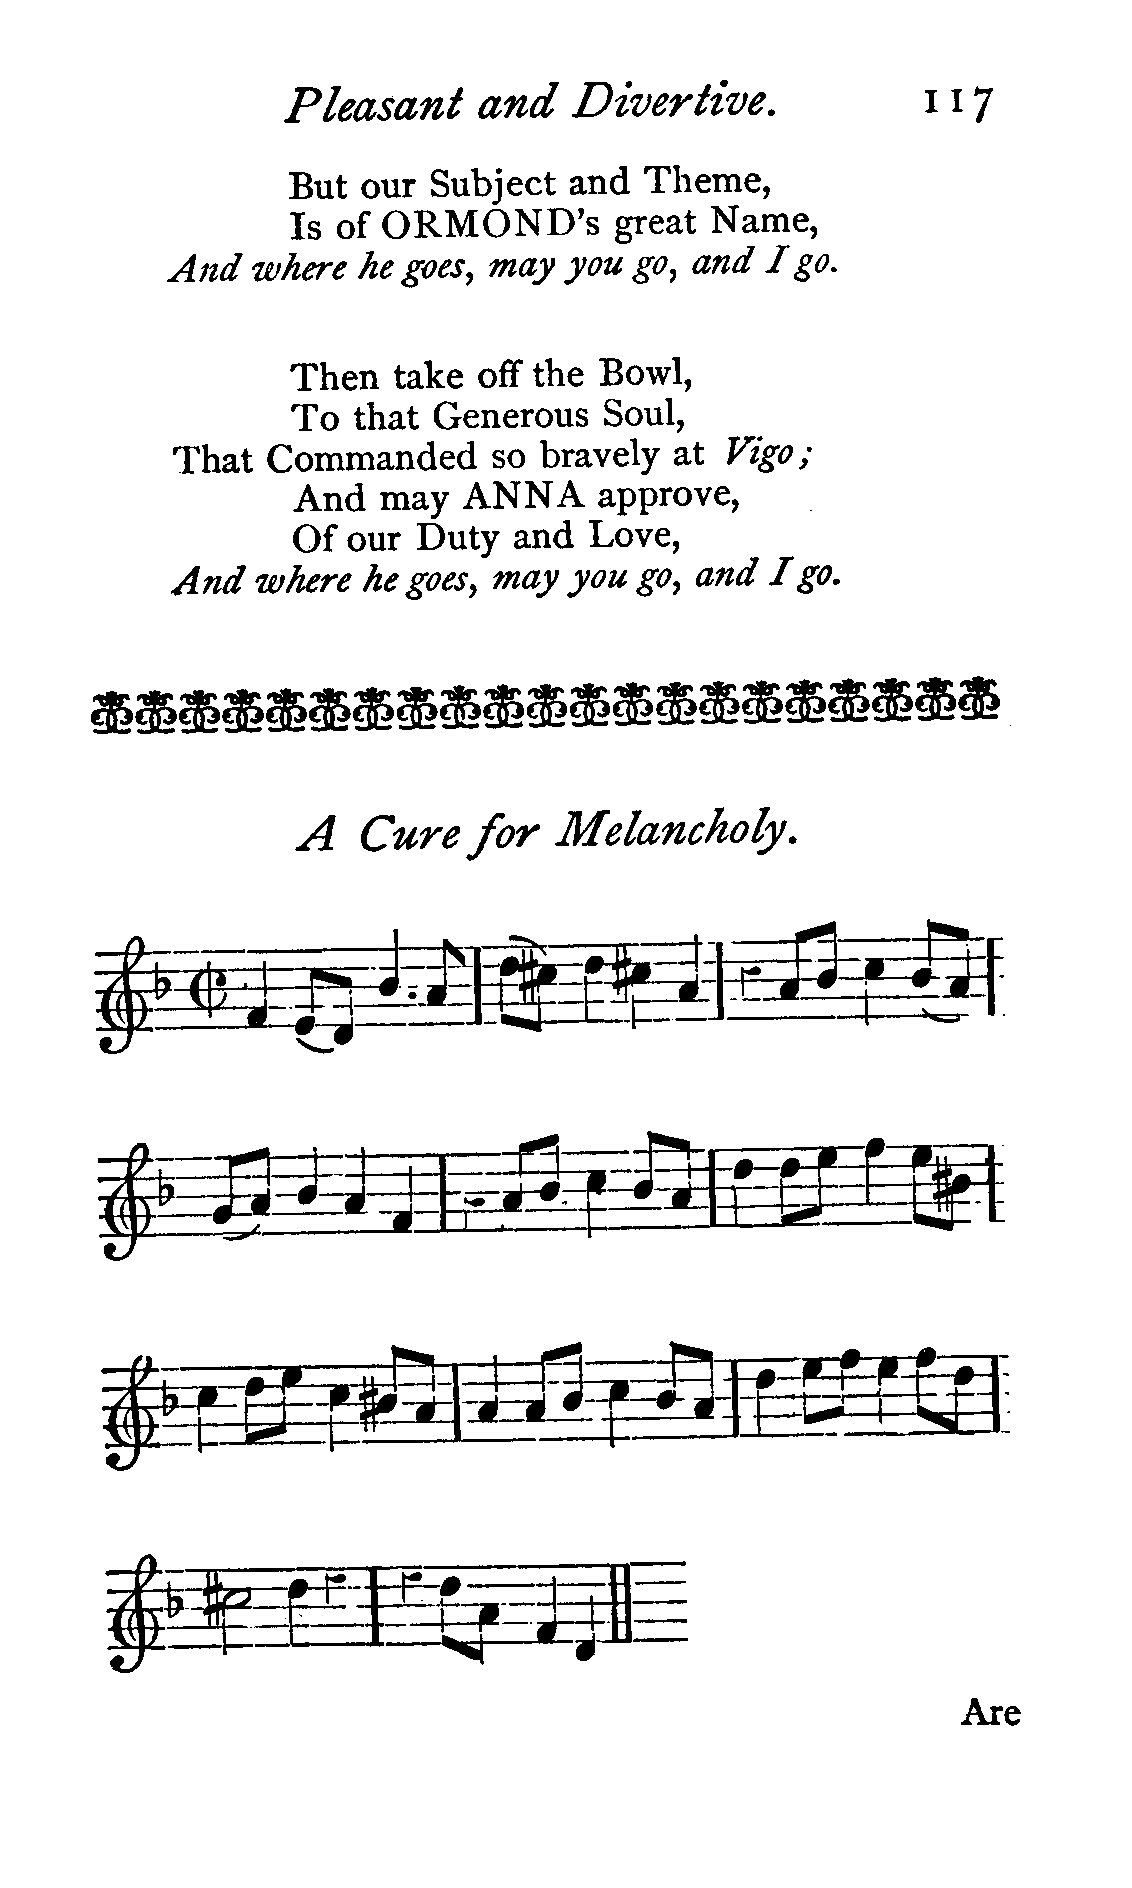 Pleasant and Divertive. 117
But our Subject and Theme,
Is of ORMOND's great Name,
And where he goes, may you go, and I go.
Then take off the Bowl,
To that Generous Soul,
That Commanded so bravely at Vigo;
And may ANNA approve,
Of our Duty and Love,
And where he goes, may you go, and I go.
A Cure for Melancholy.
Are